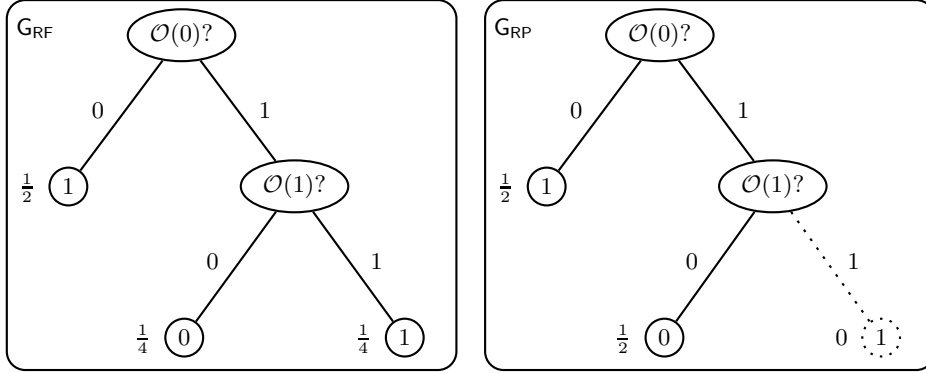 G_RF
𝒪(0)?
0 1
1/2 1
𝒪(1)?
0 1
1/4 0
1/4 1
G_RP
𝒪(0)?
0 1
1/2 1
𝒪(1)?
0 1
1/2 0
0 1